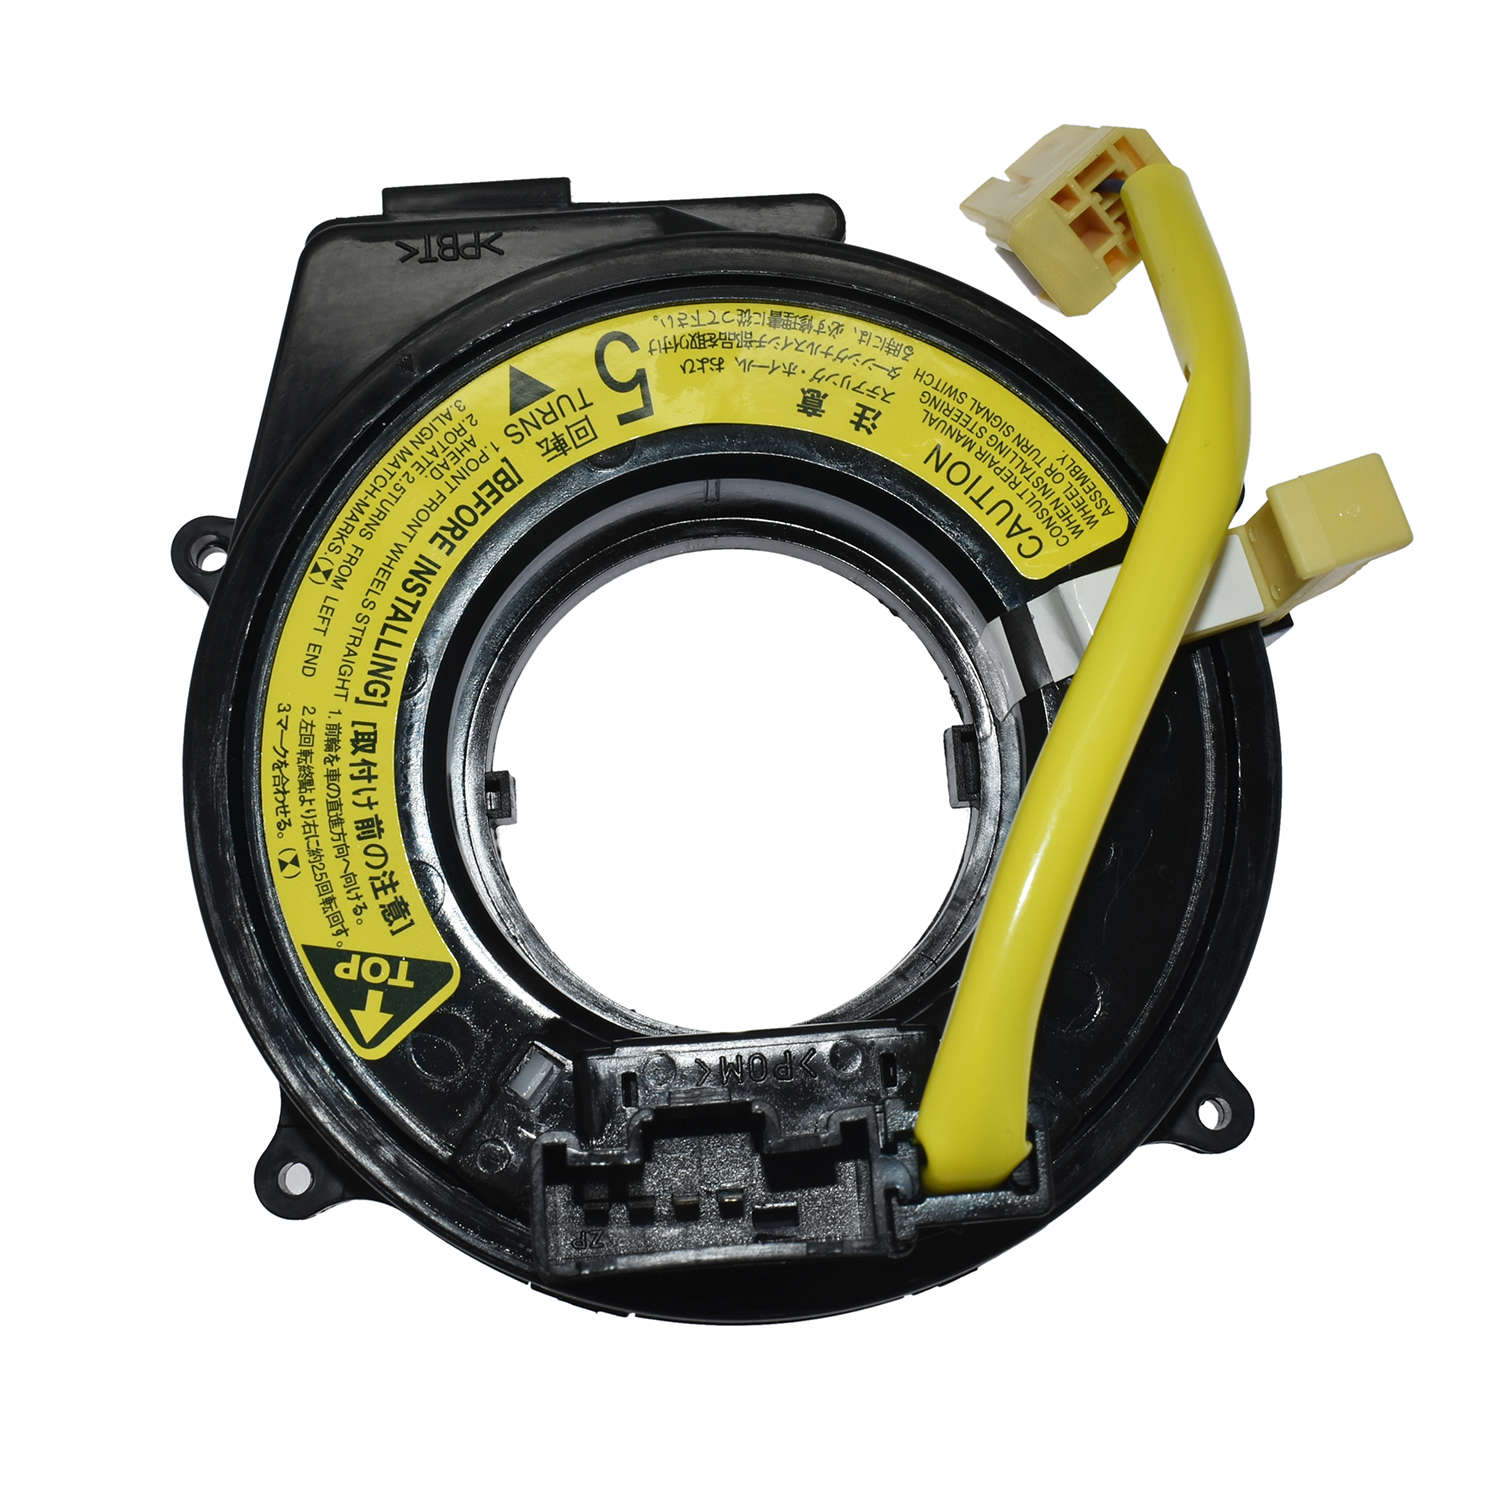 >PBT<
CAUTION
CONSULT REPAIR MANUAL
WHEN INSTALLING STEERING
WHEEL OR TURN SIGNAL SWITCH
ASSEMBLY.
注意
ステアリング・ホイール、および
ターンシグナルスイッチ部品を取り付け
る時には、必ず修理書に従って下さい。
5
回転
TURNS
[BEFORE INSTALLING]
1.POINT FRONT WHEELS STRAIGHT
AHEAD
2.ROTATE 2.5TURNS FROM LEFT END
3.ALIGN MATCH-MARKS.( )
[取付け前の注意]
1.前輪を車の直進方向へ向ける。
2.左回転終點より右に約2.5回転回す。
3.マークを合わせる。( )
TOP
>POM<
ZP